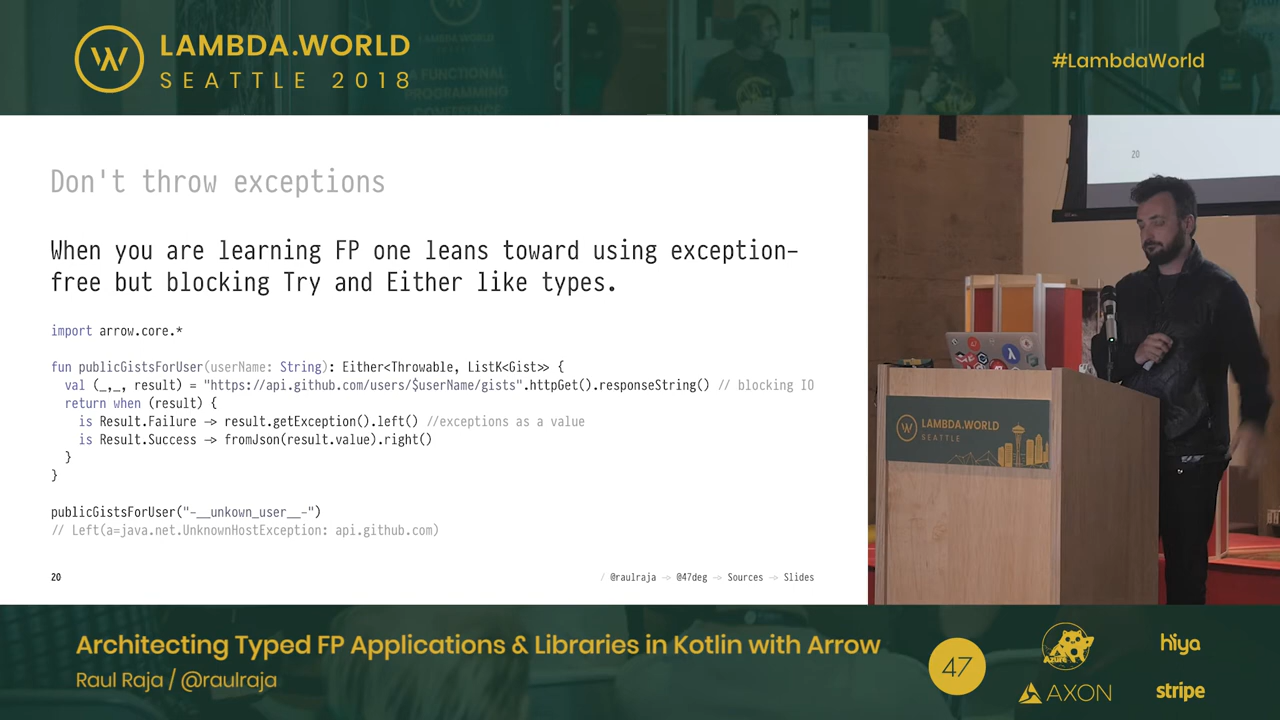 LAMBDA.WORLD
SEATTLE 2018
#LambdaWorld
Don't throw exceptions
When you are learning FP one leans toward using exception-
free but blocking Try and Either like types.
import arrow.core.*
fun publicGistsForUser(userName: String): Either<Throwable, ListK<Gist>> {
val (_,_, result) = "https://api.github.com/users/$userName/gists".httpGet().responseString() // blocking IO
return when (result) {
is Result.Failure -> result.getException().left() //exceptions as a value
is Result.Success -> fromJson(result.value).right()
}
}
publicGistsForUser("-__unkown_user__-")
// Left(a=java.net.UnknownHostException: api.github.com)
20
/ @raulraja -> @47deg -> Sources -> Slides
20
LAMBDA.WORLD
SEATTLE
Architecting Typed FP Applications & Libraries in Kotlin with Arrow
Raul Raja / @raulraja
47
Azure
hiya
AXON
stripe